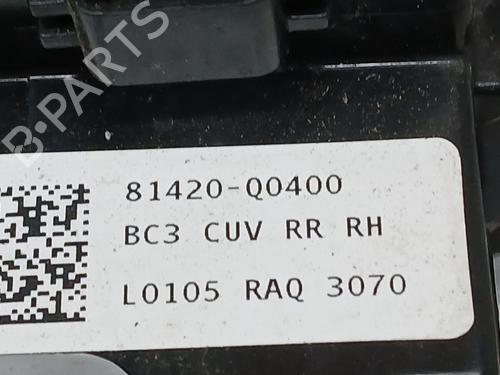 B-PARTS
81420-Q0400
BC3 CUV RR RH
L0105 RAQ 3070